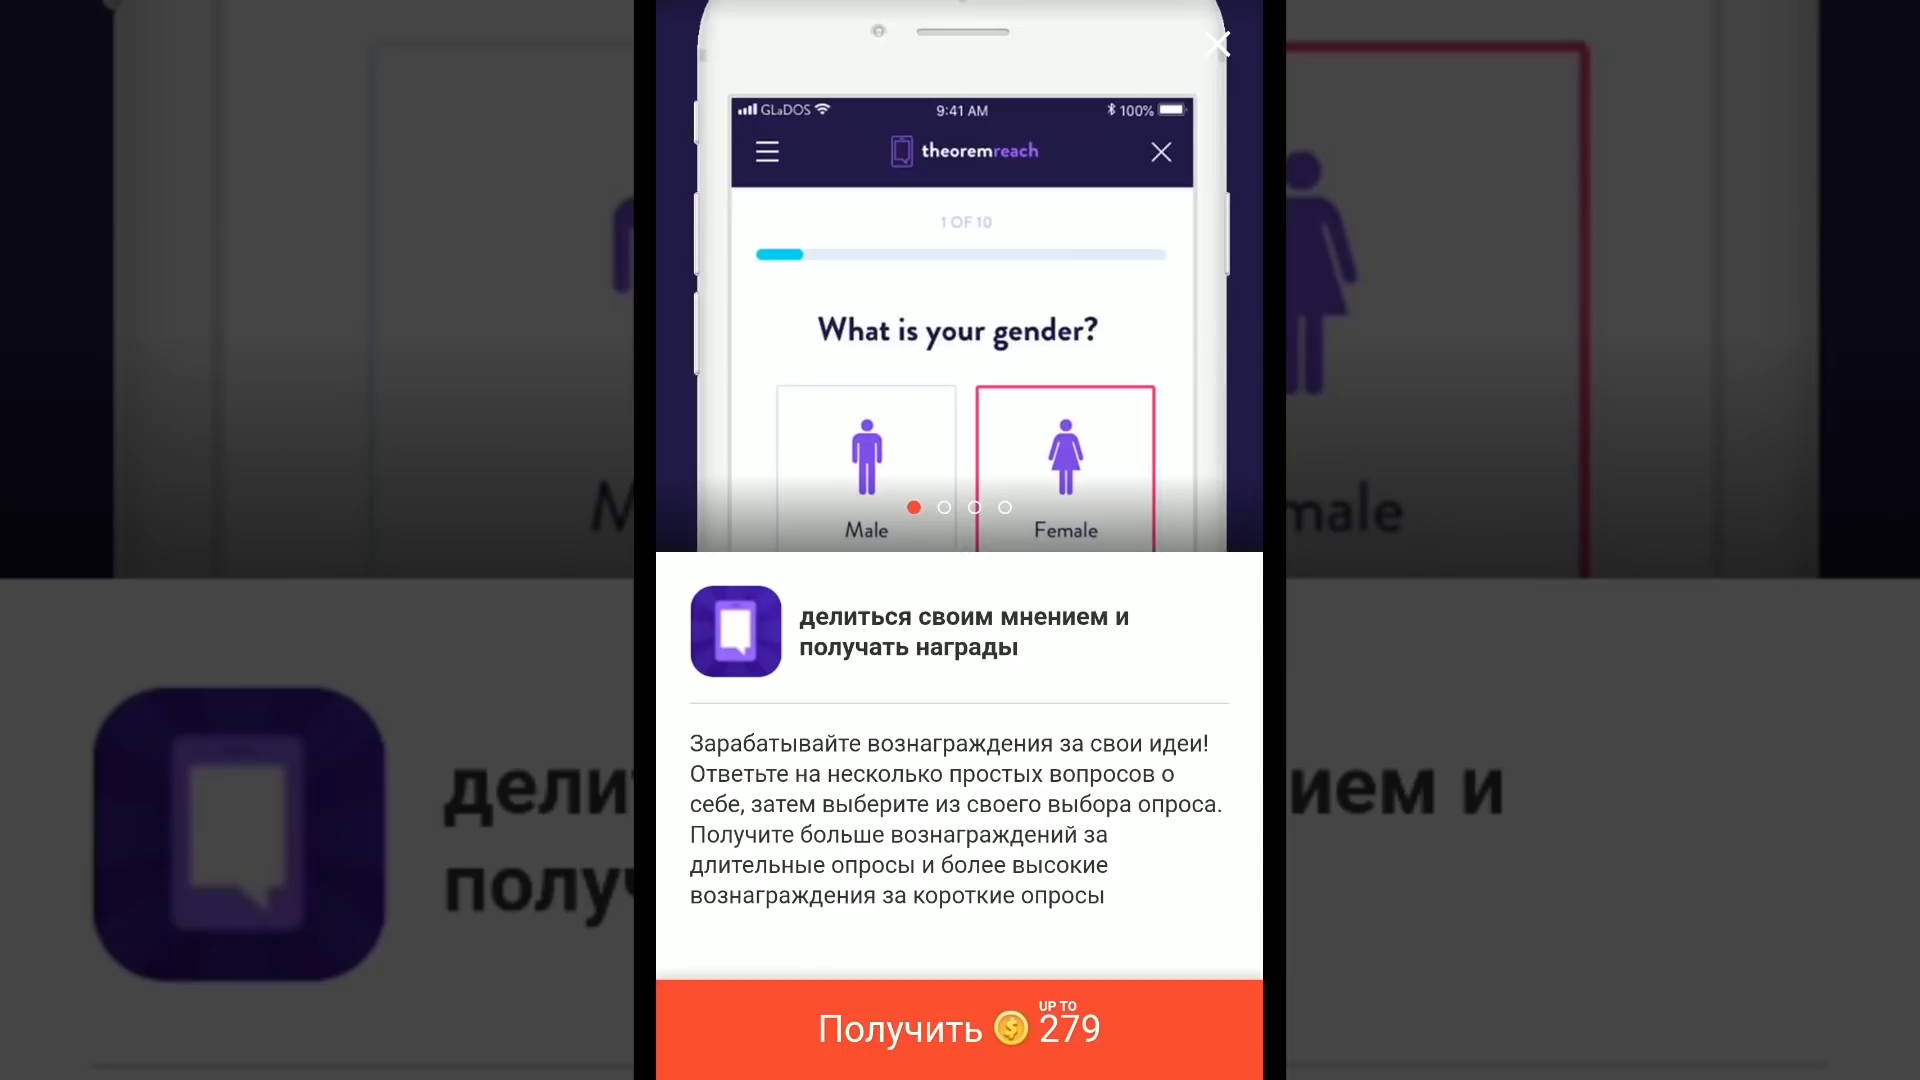 GLaDOS 9:41 AM 100%
theoremreach
1 OF 10
What is your gender?
Male Female
делиться своим мнением и
получать награды
Зарабатывайте вознаграждения за свои идеи!
Ответьте на несколько простых вопросов о
себе, затем выберите из своего выбора опроса.
Получите больше вознаграждений за
длительные опросы и более высокие
вознаграждения за короткие опросы
UP TO
Получить 279